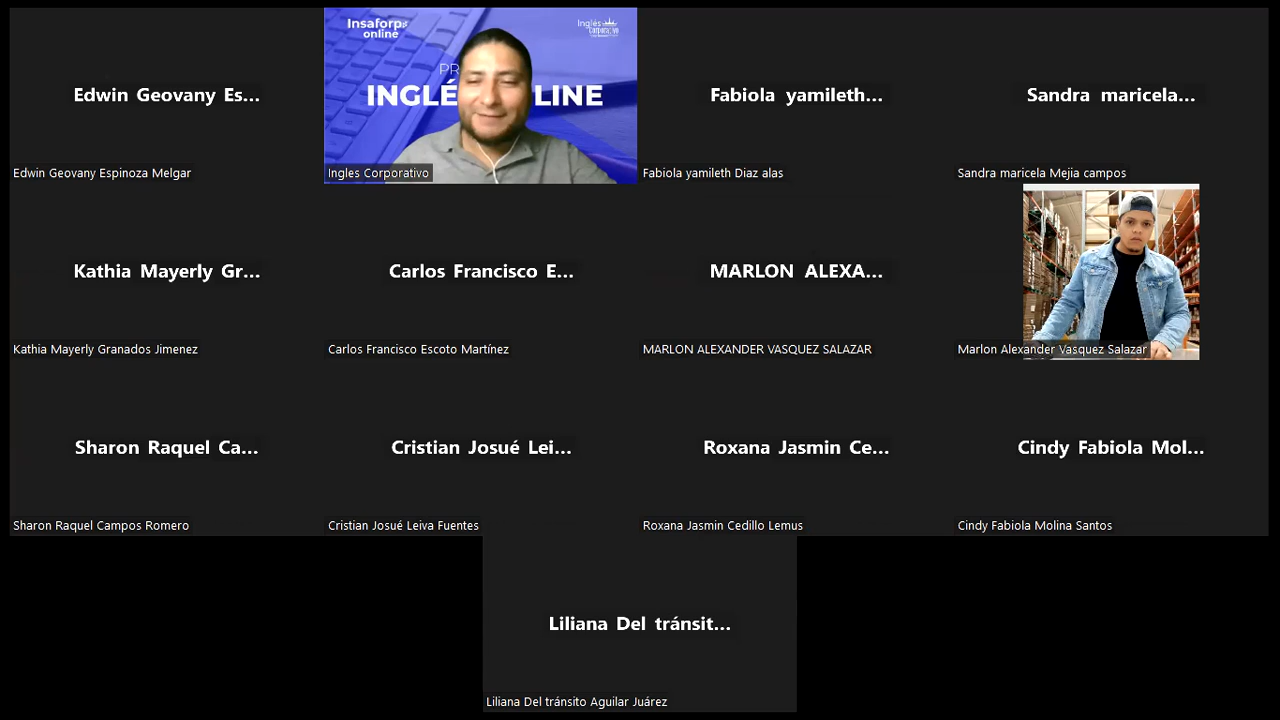 Edwin Geovany Es...
Edwin Geovany Espinoza Melgar
Insaforp
online
Inglés
Corporativo
PR
INGLÉ LINE
Ingles Corporativo
Fabiola yamileth...
Fabiola yamileth Diaz alas
Sandra maricela...
Sandra maricela Mejia campos
Kathia Mayerly Gr...
Kathia Mayerly Granados Jimenez
Carlos Francisco E...
Carlos Francisco Escoto Martínez
MARLON ALEXA...
MARLON ALEXANDER VASQUEZ SALAZAR
Marlon Alexander Vasquez Salazar
Sharon Raquel Ca...
Sharon Raquel Campos Romero
Cristian Josué Lei...
Cristian Josué Leiva Fuentes
Roxana Jasmin Ce...
Roxana Jasmin Cedillo Lemus
Cindy Fabiola Mol...
Cindy Fabiola Molina Santos
Liliana Del tránsit...
Liliana Del tránsito Aguilar Juárez